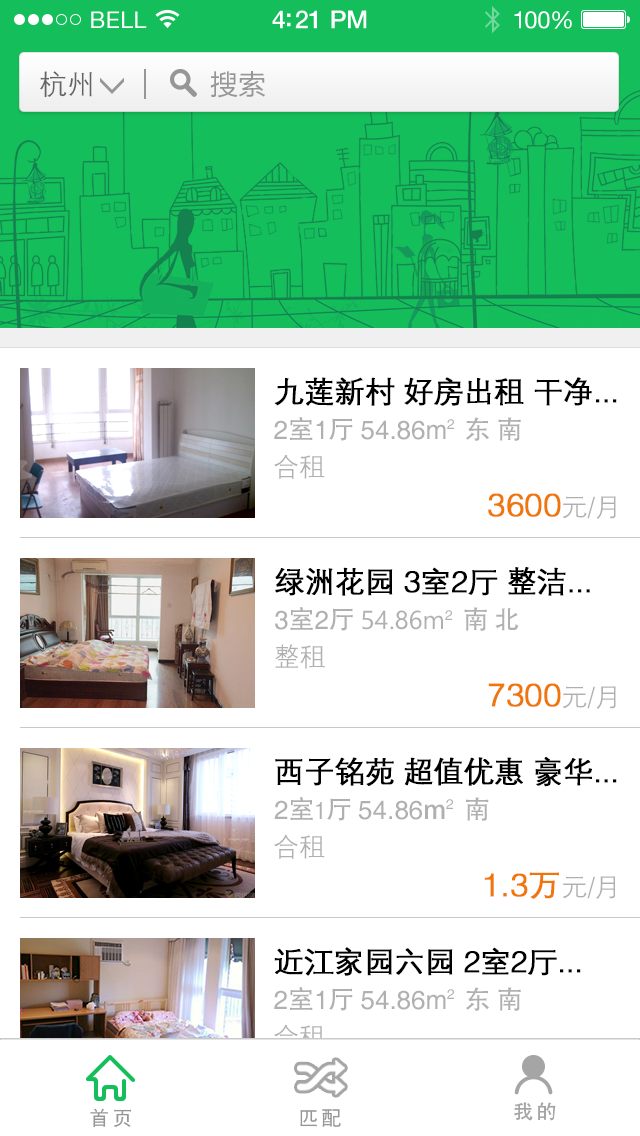 BELL 4:21 PM 100%
杭州 搜索
九莲新村 好房出租 干净...
2室1厅 54.86m² 东 南
合租
3600元/月
绿洲花园 3室2厅 整洁...
3室2厅 54.86m² 南 北
整租
7300元/月
西子铭苑 超值优惠 豪华...
2室1厅 54.86m² 南
合租
1.3万元/月
近江家园六园 2室2厅...
2室1厅 54.86m² 东 南
合租
首页 匹配 我的